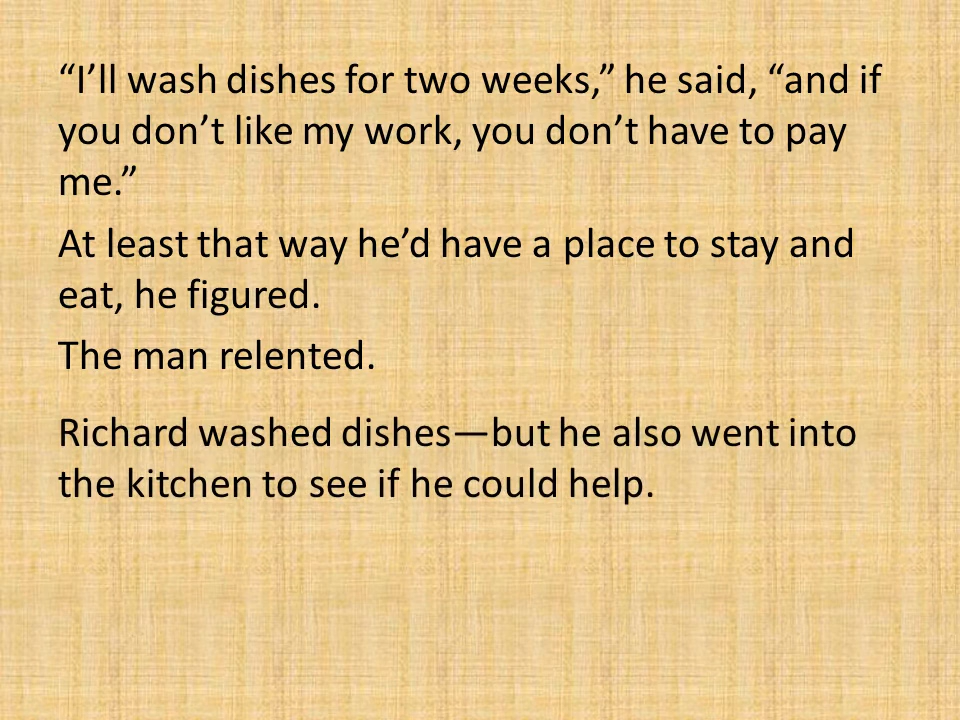 “I’ll wash dishes for two weeks,” he said, “and if
you don’t like my work, you don’t have to pay
me.”
At least that way he’d have a place to stay and
eat, he figured.
The man relented.
Richard washed dishes—but he also went into
the kitchen to see if he could help.